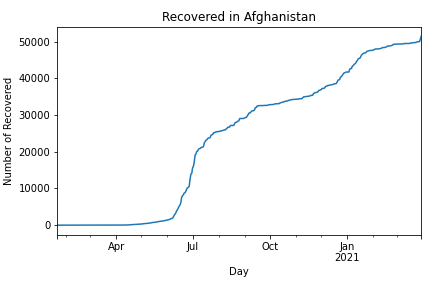 Recovered in Afghanistan
Number of Recovered
50000
40000
30000
20000
10000
0
Apr
Jul
Oct
Jan
2021
Day